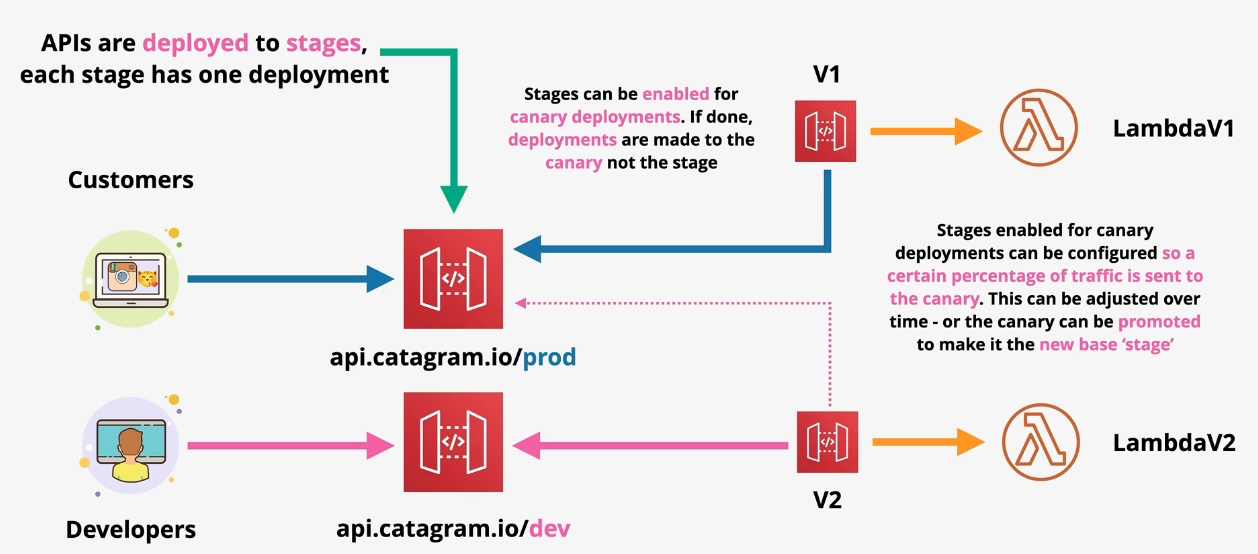 APIs are deployed to stages,
each stage has one deployment
Stages can be enabled for
canary deployments. If done,
deployments are made to the
canary not the stage
V1
LambdaV1
Customers
</>
</>
api.catagram.io/prod
Stages enabled for canary
deployments can be configured so a
certain percentage of traffic is sent to
the canary. This can be adjusted over
time - or the canary can be promoted
to make it the new base ‘stage’
</>
</>
LambdaV2
V2
Developers
api.catagram.io/dev